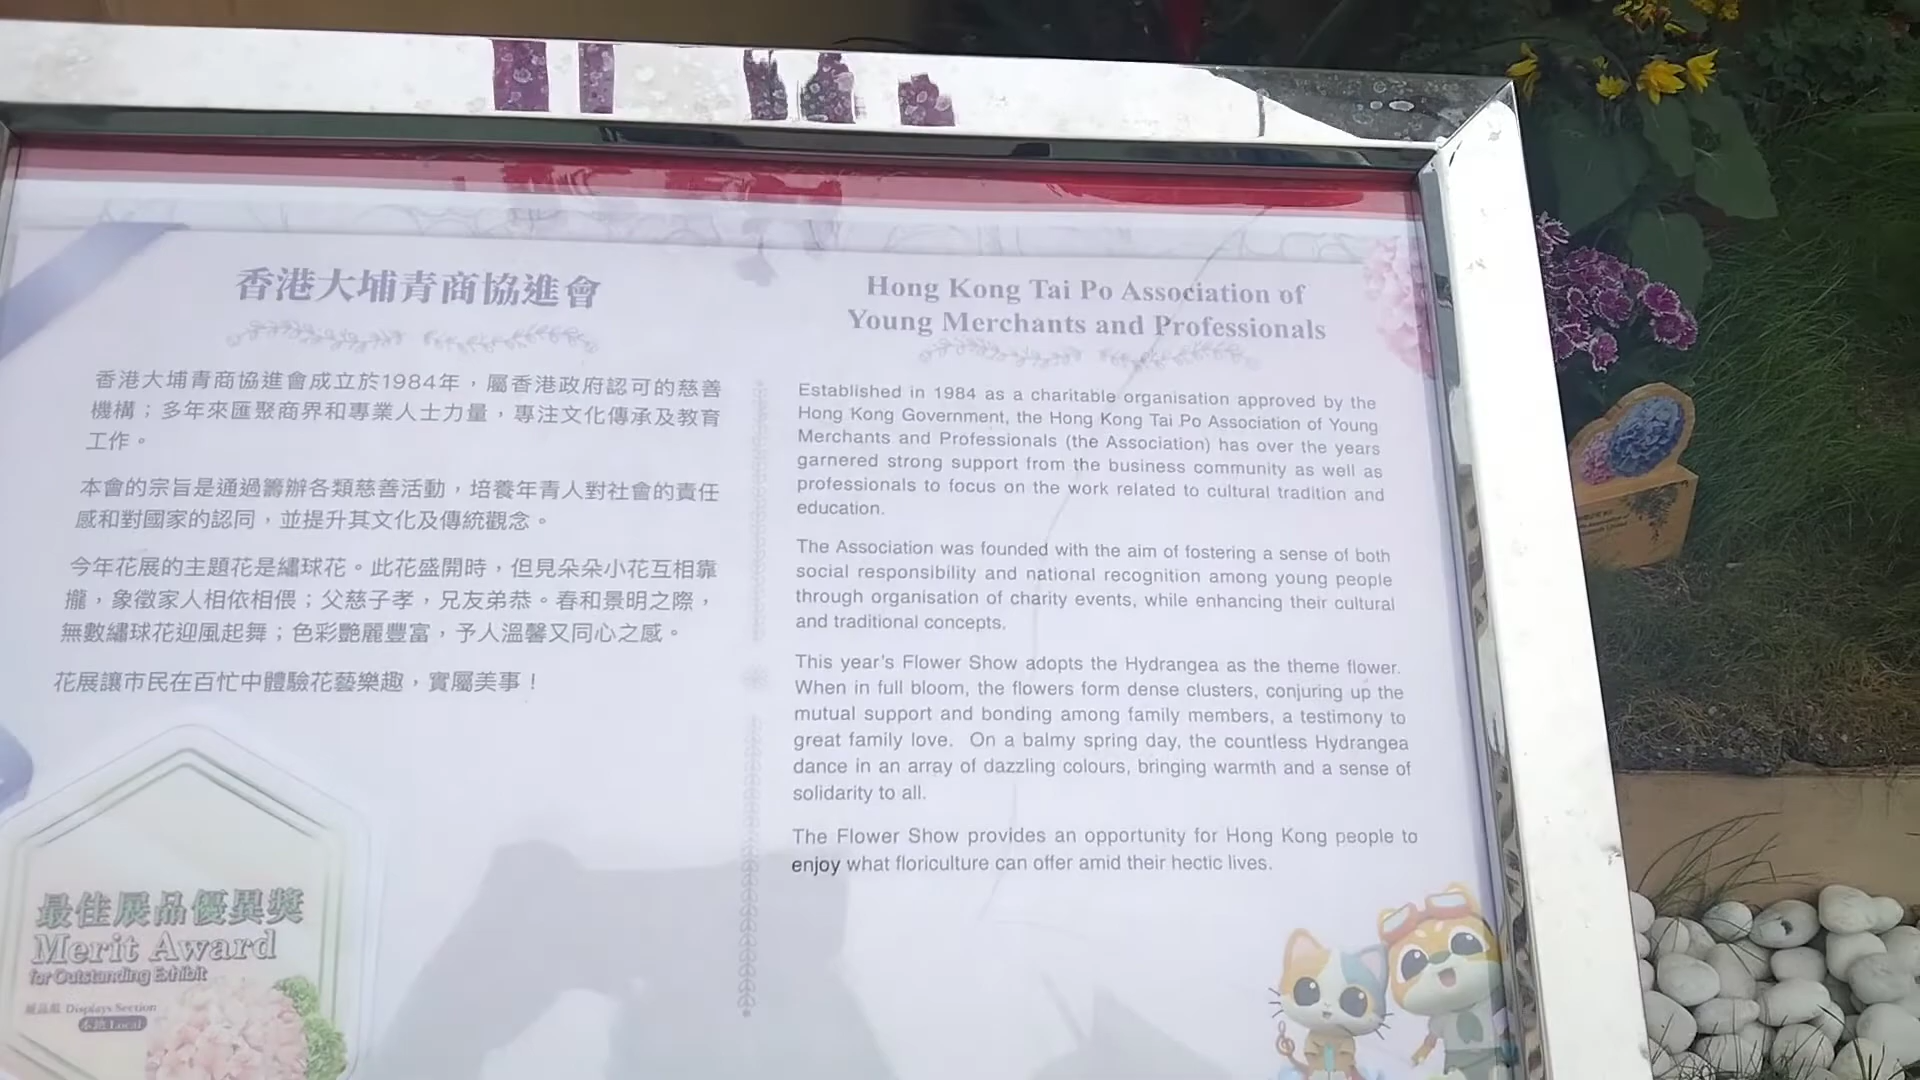 香港大埔青商協進會
香港大埔青商協進會成立於1984年，屬香港政府認可的慈善
機構；多年來匯聚商界和專業人士力量，專注文化傳承及教育
工作。
本會的宗旨是通過籌辦各類慈善活動，培養年青人對社會的責任
感和對國家的認同，並提升其文化及傳統觀念。
今年花展的主題花是繡球花。此花盛開時，但見朵朵小花互相靠
攏，象徵家人相依相偎；父慈子孝，兄友弟恭。春和景明之際，
無數繡球花迎風起舞；色彩艷麗豐富，予人溫馨又同心之感。
花展讓市民在百忙中體驗花藝樂趣，實屬美事！
最佳展品優異獎
Merit Award
for Outstanding Exhibit
展品組 Displays Section
本地 Local
Hong Kong Tai Po Association of
Young Merchants and Professionals
Established in 1984 as a charitable organisation approved by the
Hong Kong Government, the Hong Kong Tai Po Association of Young
Merchants and Professionals (the Association) has over the years
garnered strong support from the business community as well as
professionals to focus on the work related to cultural tradition and
education.
The Association was founded with the aim of fostering a sense of both
social responsibility and national recognition among young people
through organisation of charity events, while enhancing their cultural
and traditional concepts.
This year's Flower Show adopts the Hydrangea as the theme flower.
When in full bloom, the flowers form dense clusters, conjuring up the
mutual support and bonding among family members, a testimony to
great family love. On a balmy spring day, the countless Hydrangea
dance in an array of dazzling colours, bringing warmth and a sense of
solidarity to all.
The Flower Show provides an opportunity for Hong Kong people to
enjoy what floriculture can offer amid their hectic lives.